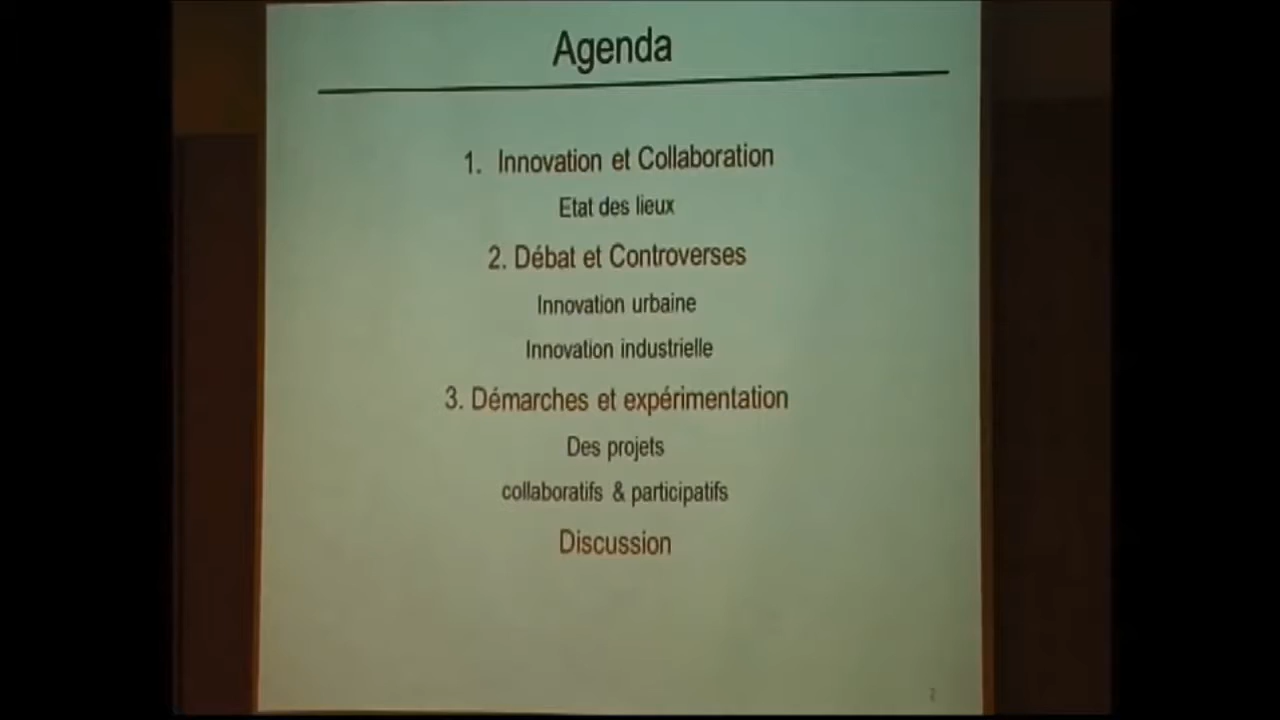 Agenda
1. Innovation et Collaboration
Etat des lieux
2. Débat et Controverses
Innovation urbaine
Innovation industrielle
3. Démarches et expérimentation
Des projets
collaboratifs & participatifs
Discussion
2